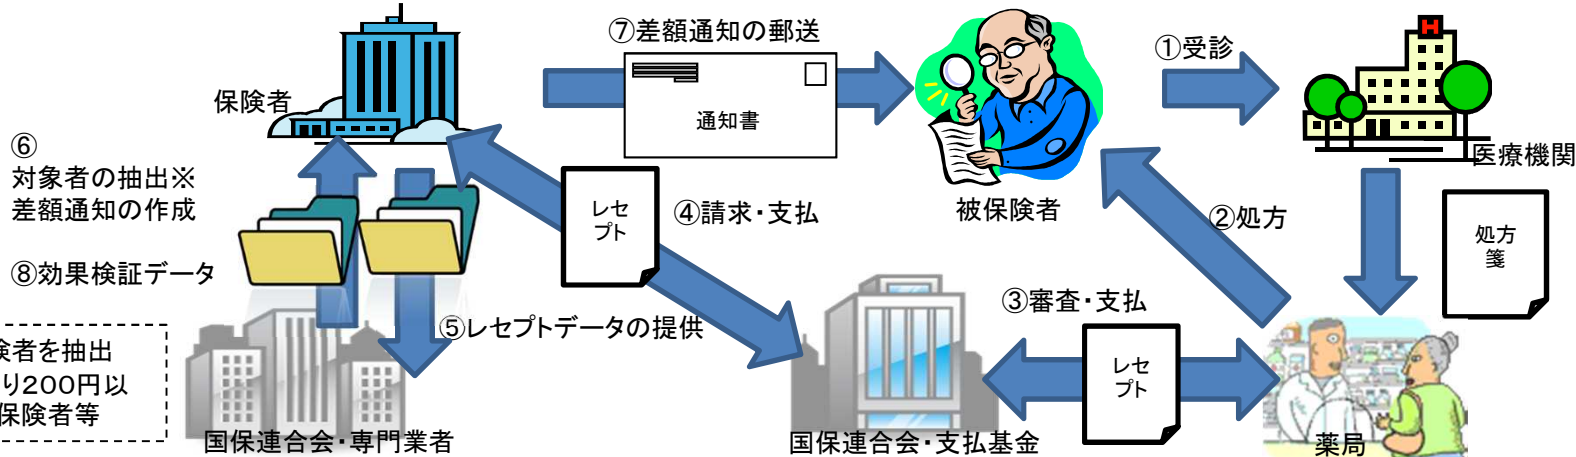 ⑦差額通知の郵送
①受診
保険者
通知書
⑥
対象者の抽出※
差額通知の作成
医療機関
レセ
プト
④請求・支払
被保険者
②処方
処方
箋
⑧効果検証データ
③審査・支払
⑤レセプトデータの提供
険者を抽出
り200円以
保険者等
レセ
プト
国保連合会・専門業者
国保連合会・支払基金
薬局
H